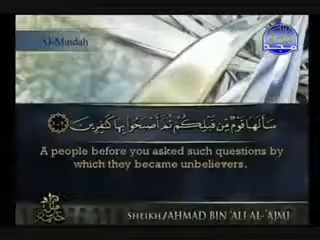 Al-Maidah
سَأَلَهَا قَوْمٌ مِّن قَبْلِكُمْ ثُمَّ أَصْبَحُوا بِهَا كَافِرِينَ
A people before you asked such questions by
which they became unbelievers.
SHEIKH/AHMAD BIN 'ALI AL-'AJMI